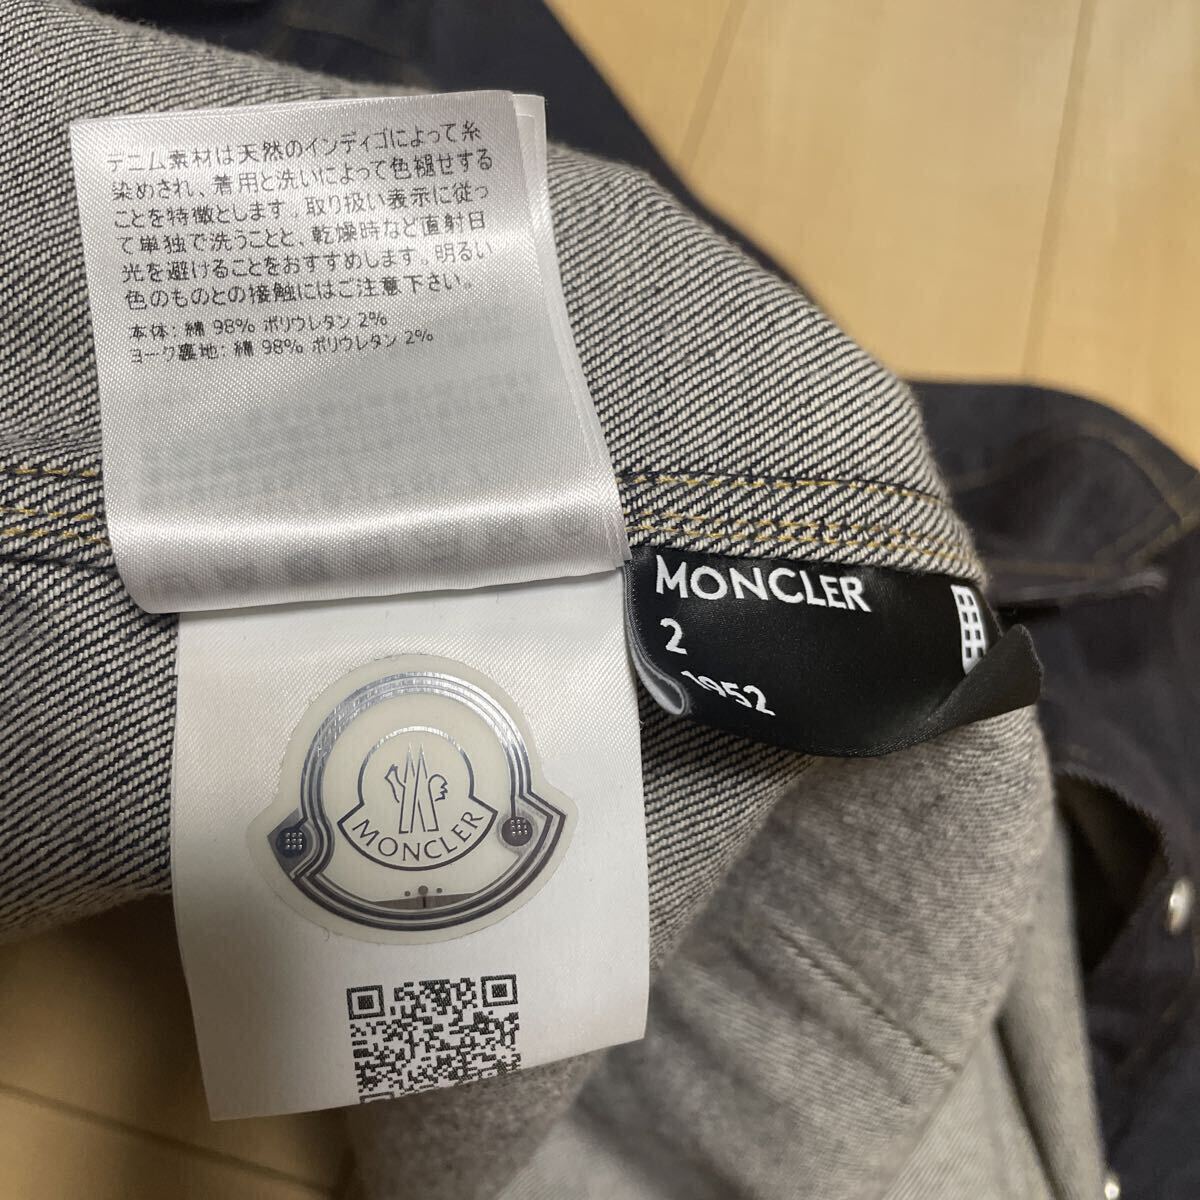 デニム素材は天然のインディゴによって糸
染めされ、着用と洗いによって色褪せする
ことを特徴とします。取り扱い表示に従っ
て単独で洗うことと、乾燥時など直射日
光を避けることをおすすめします。明るい
色のものとの接触にはご注意下さい。
本体: 綿 98% ポリウレタン 2%
ヨーク裏地: 綿 98% ポリウレタン 2%
MONCLER
2
1952
MONCLER